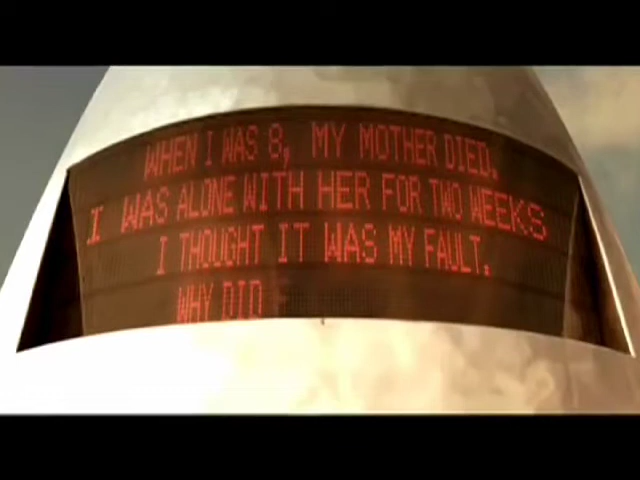 WHEN I WAS 8, MY MOTHER DIED.
I WAS ALONE WITH HER FOR TWO WEEKS
I THOUGHT IT WAS MY FAULT.
WHY DID